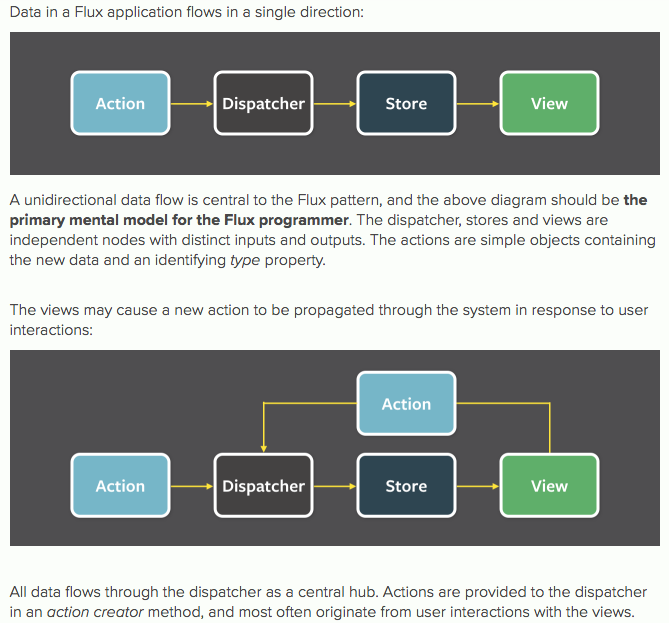 Data in a Flux application flows in a single direction:
Action Dispatcher Store View
A unidirectional data flow is central to the Flux pattern, and the above diagram should be the
primary mental model for the Flux programmer. The dispatcher, stores and views are
independent nodes with distinct inputs and outputs. The actions are simple objects containing
the new data and an identifying type property.
The views may cause a new action to be propagated through the system in response to user
interactions:
Action
Action Dispatcher Store View
All data flows through the dispatcher as a central hub. Actions are provided to the dispatcher
in an action creator method, and most often originate from user interactions with the views.